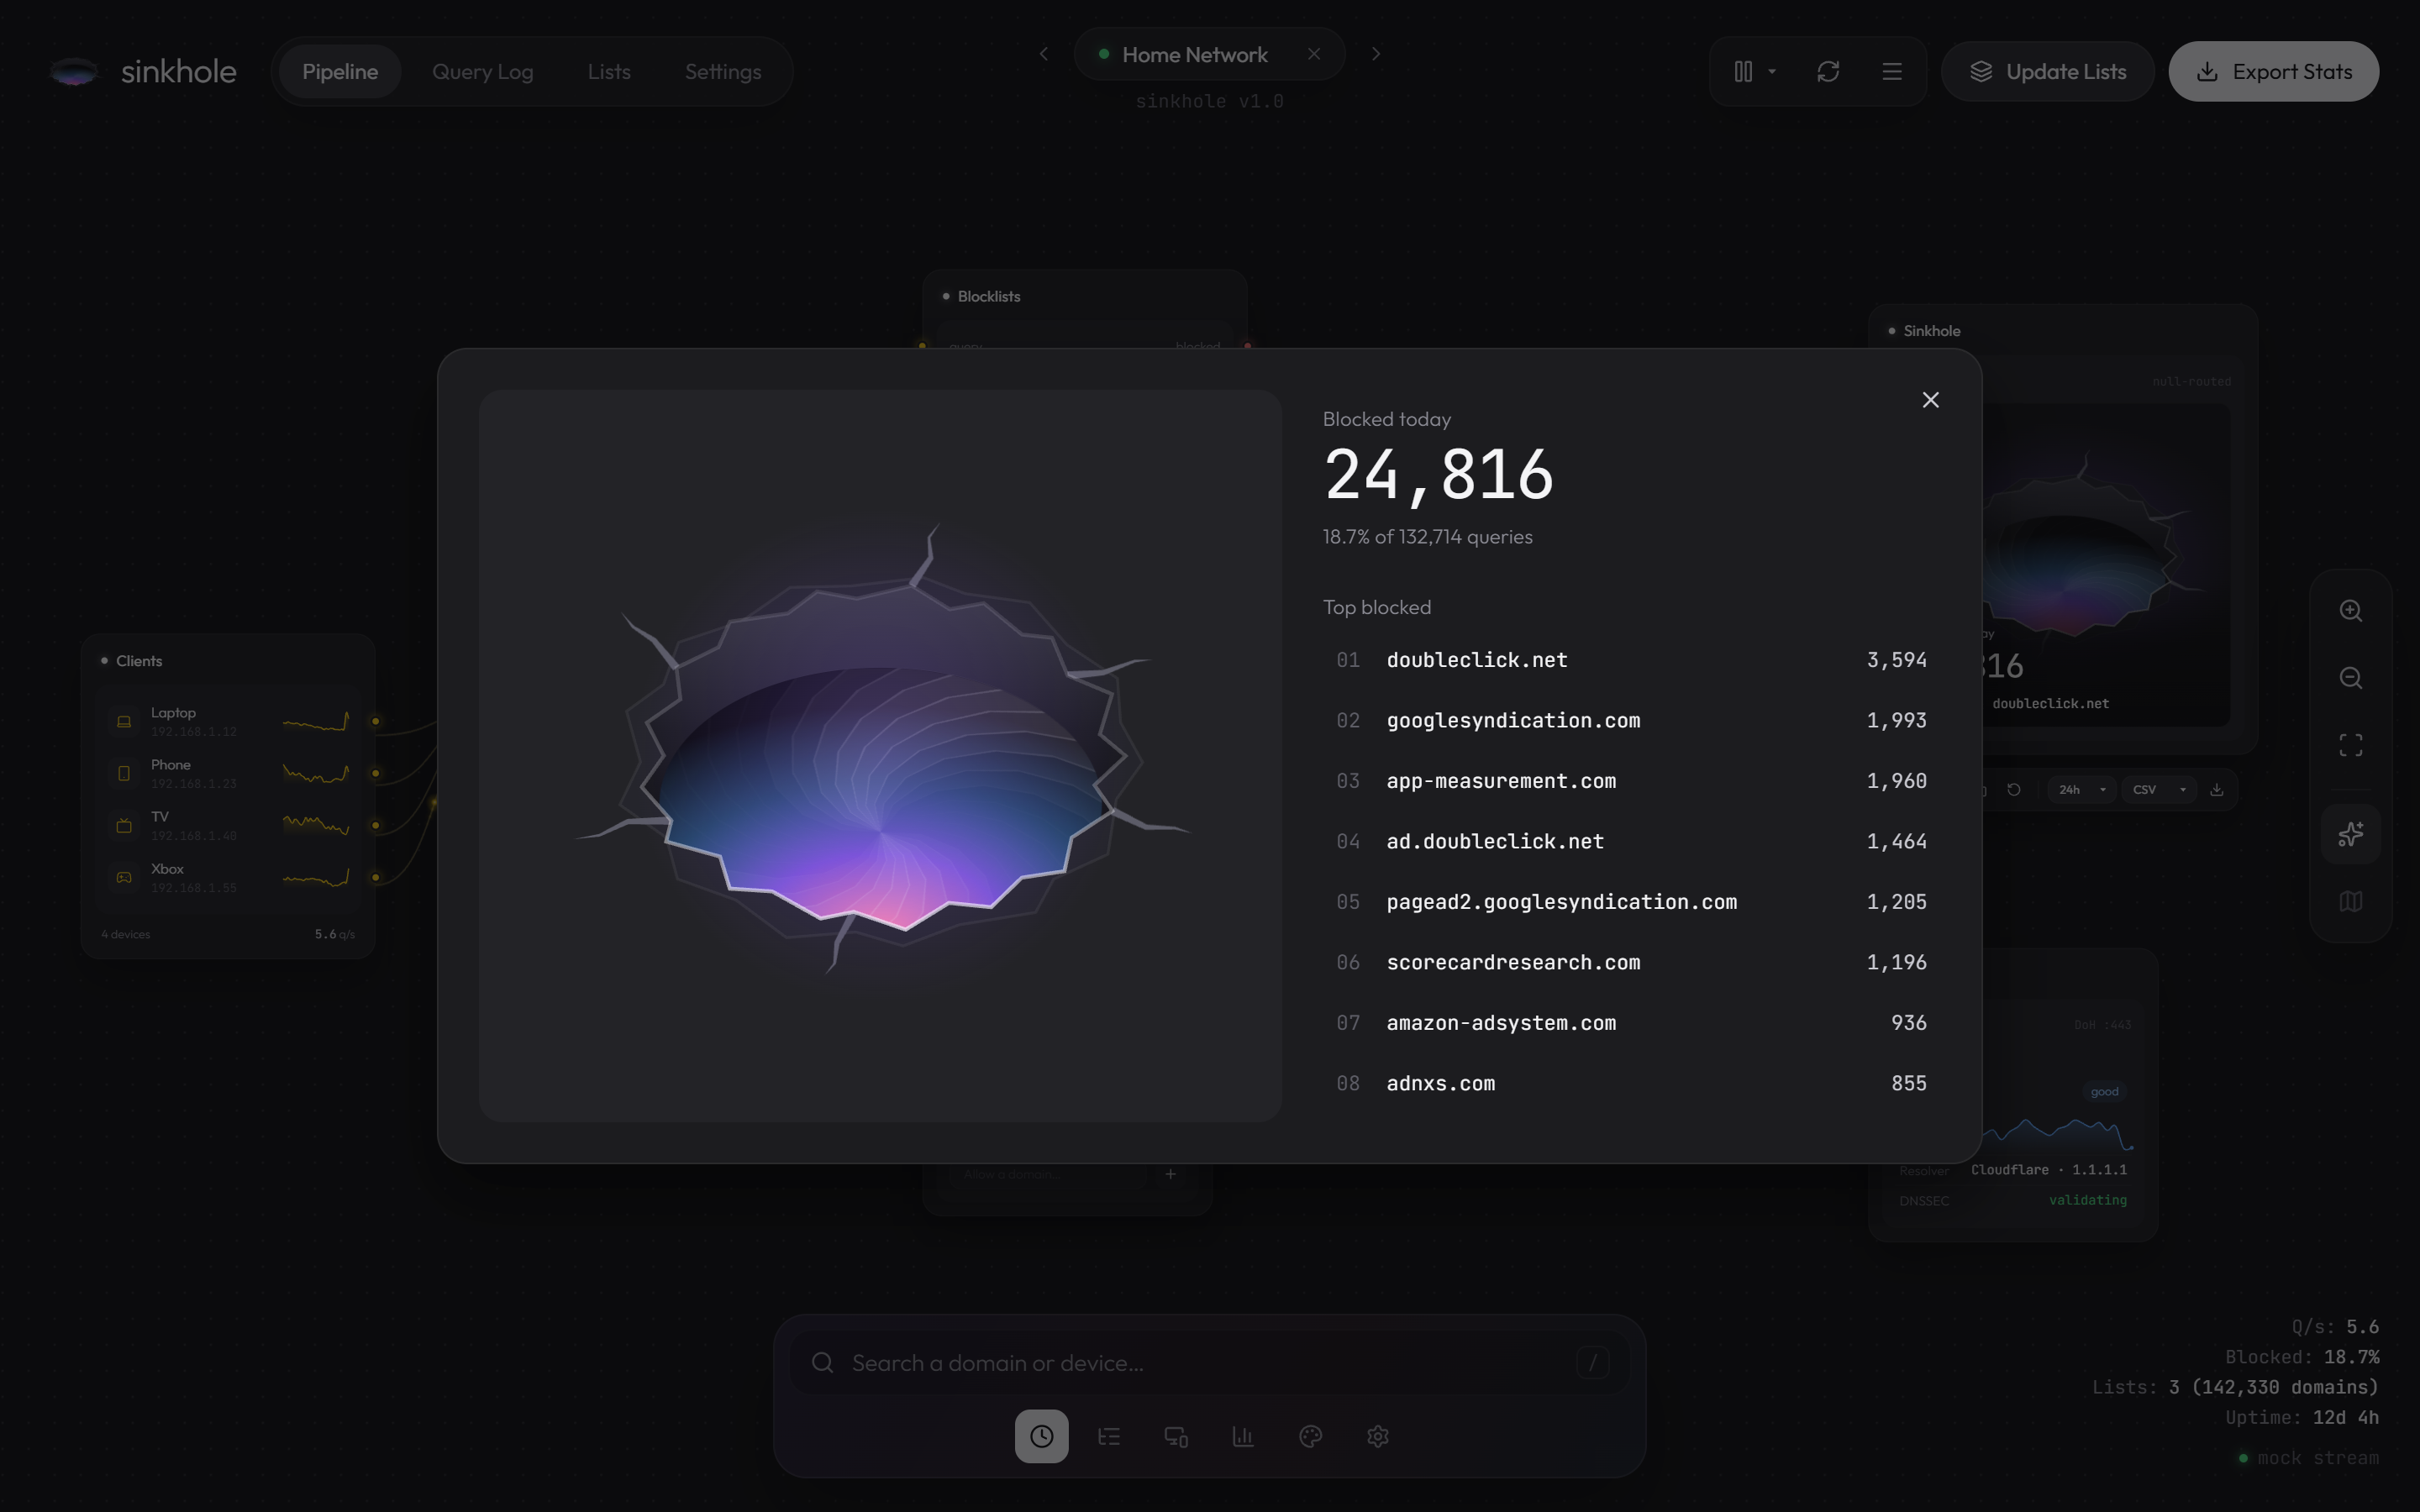 sinkhole
Pipeline
Query Log
Lists
Settings
Home Network
sinkhole v1.0
Update Lists
Export Stats
Blocklists
query
blocked
Sinkhole
null-routed
Blocked today
24,816
18.7% of 132,714 queries
Top blocked
01 doubleclick.net 3,594
02 googlesyndication.com 1,993
03 app-measurement.com 1,960
04 ad.doubleclick.net 1,464
05 pagead2.googlesyndication.com 1,205
06 scorecardresearch.com 1,196
07 amazon-adsystem.com 936
08 adnxs.com 855
Clients
Laptop
192.168.1.12
Phone
192.168.1.23
TV
192.168.1.40
Xbox
192.168.1.55
4 devices
5.6 q/s
doubleclick.net
24h
CSV
DoH :443
good
Resolver Cloudflare • 1.1.1.1
DNSSEC validating
Allow a domain...
+
Search a domain or device...
/
Q/s: 5.6
Blocked: 18.7%
Lists: 3 (142,330 domains)
Uptime: 12d 4h
mock stream